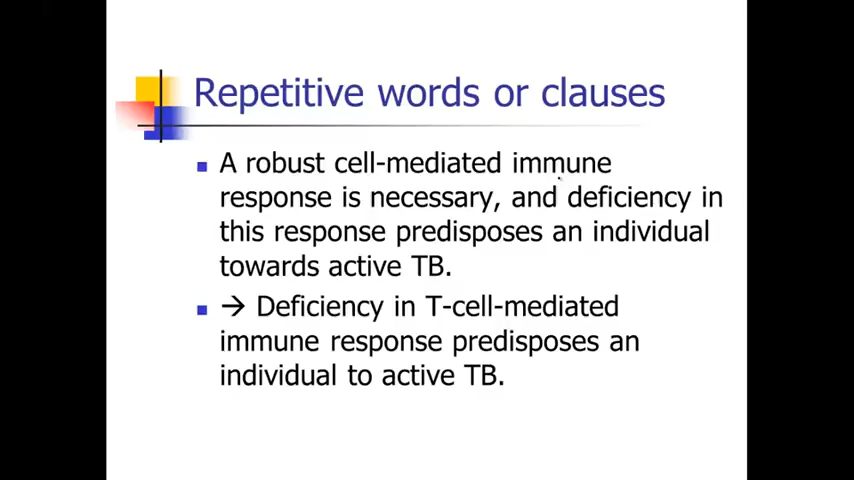 Repetitive words or clauses
A robust cell-mediated immune
response is necessary, and deficiency in
this response predisposes an individual
towards active TB.
→ Deficiency in T-cell-mediated
immune response predisposes an
individual to active TB.